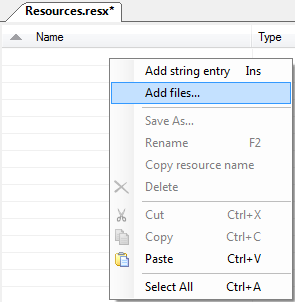 Resources.resx*
Name Type
Add string entry Ins
Add files...
Save As...
Rename F2
Copy resource name
Delete
Cut Ctrl+X
Copy Ctrl+C
Paste Ctrl+V
Select All Ctrl+A